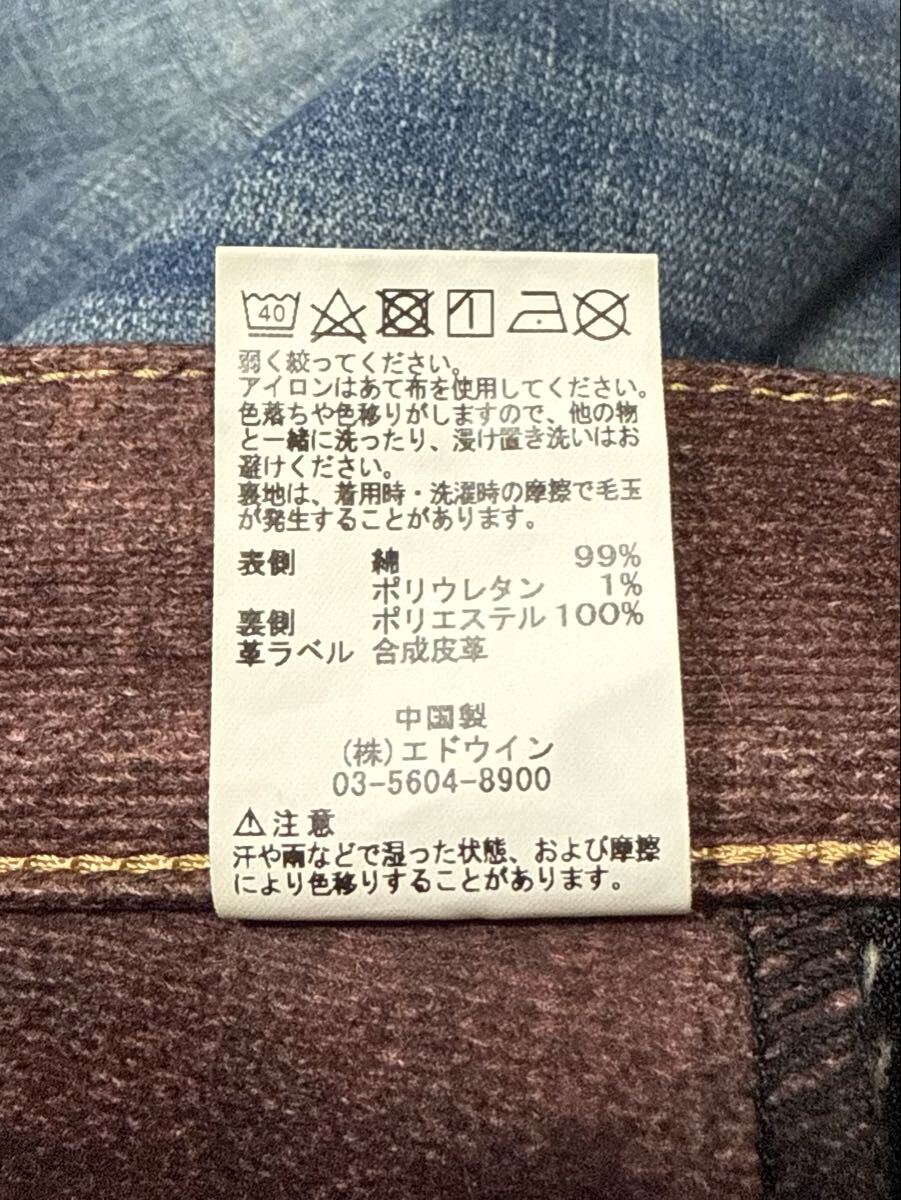 40
弱く絞ってください。
アイロンはあて布を使用してください。
色落ちや色移りがしますので、他の物
と一緒に洗ったり、浸け置き洗いはお
避けください。
裏地は、着用時・洗濯時の摩擦で毛玉
が発生することがあります。
表側 綿 99%
ポリウレタン 1%
裏側 ポリエステル 100%
革ラベル 合成皮革
中国製
(株)エドウイン
03-5604-8900
⚠注意
汗や雨などで湿った状態、および摩擦
により色移りすることがあります。